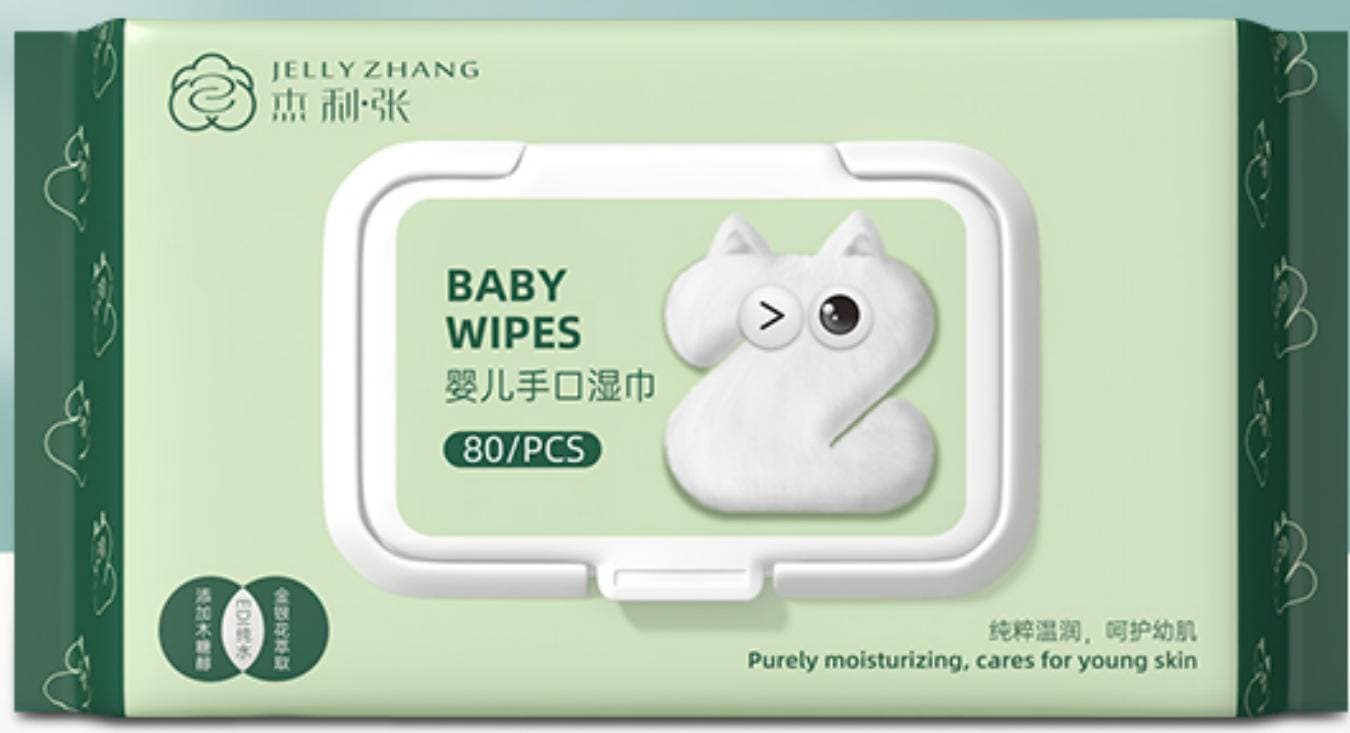 JELLY ZHANG
杰利·张
BABY
WIPES
婴儿手口湿巾
80/PCS
添加木糖醇
EDI纯水
金银花萃取
纯粹温润，呵护幼肌
Purely moisturizing, cares for young skin